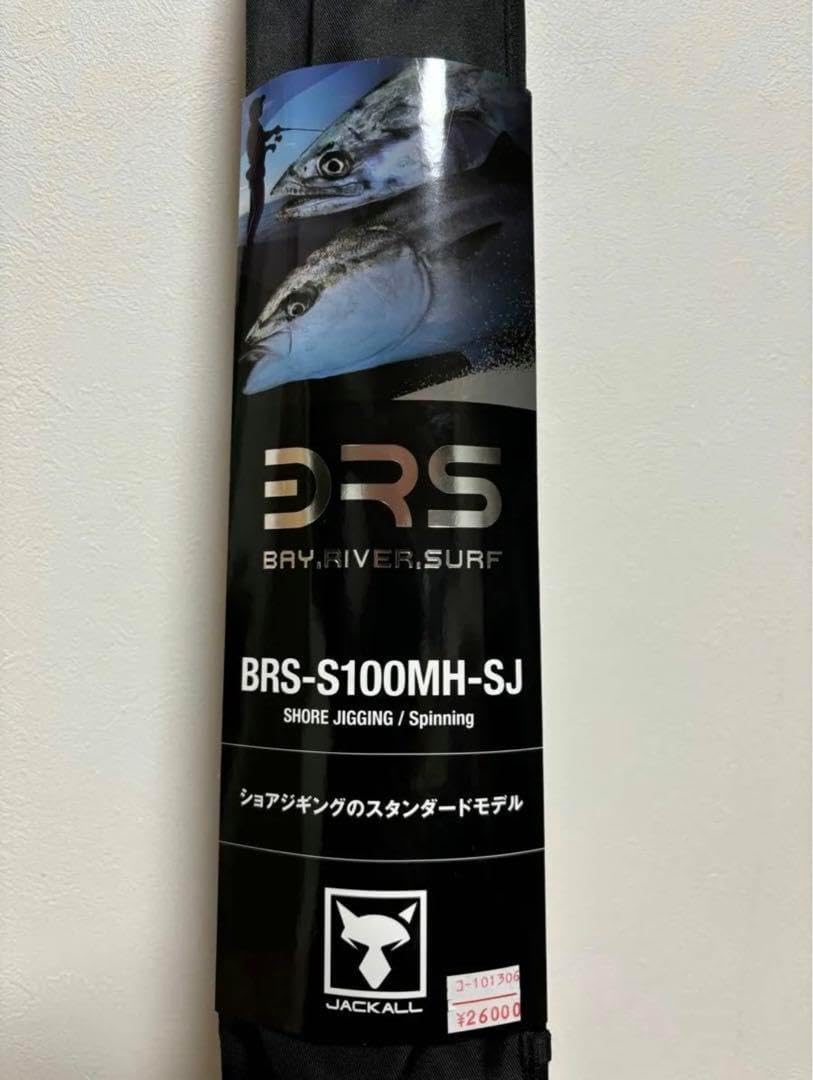 BRS
BAY.RIVER.SURF
BRS-S100MH-SJ
SHORE JIGGING / Spinning
ショアジギングのスタンダードモデル
JACKALL
コ-101306
¥26000